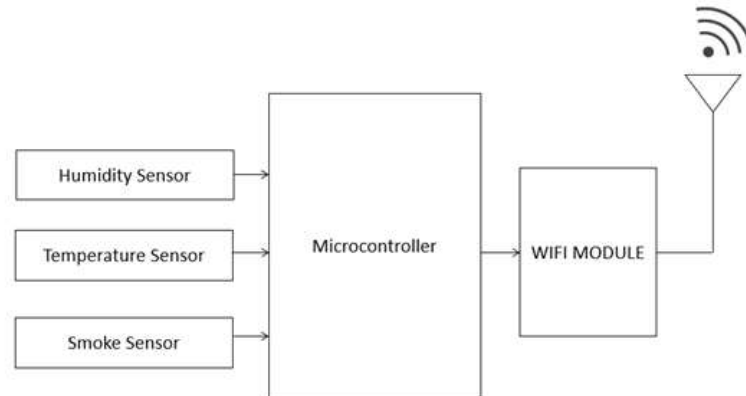 Humidity Sensor
Temperature Sensor
Smoke Sensor
Microcontroller
WIFI MODULE